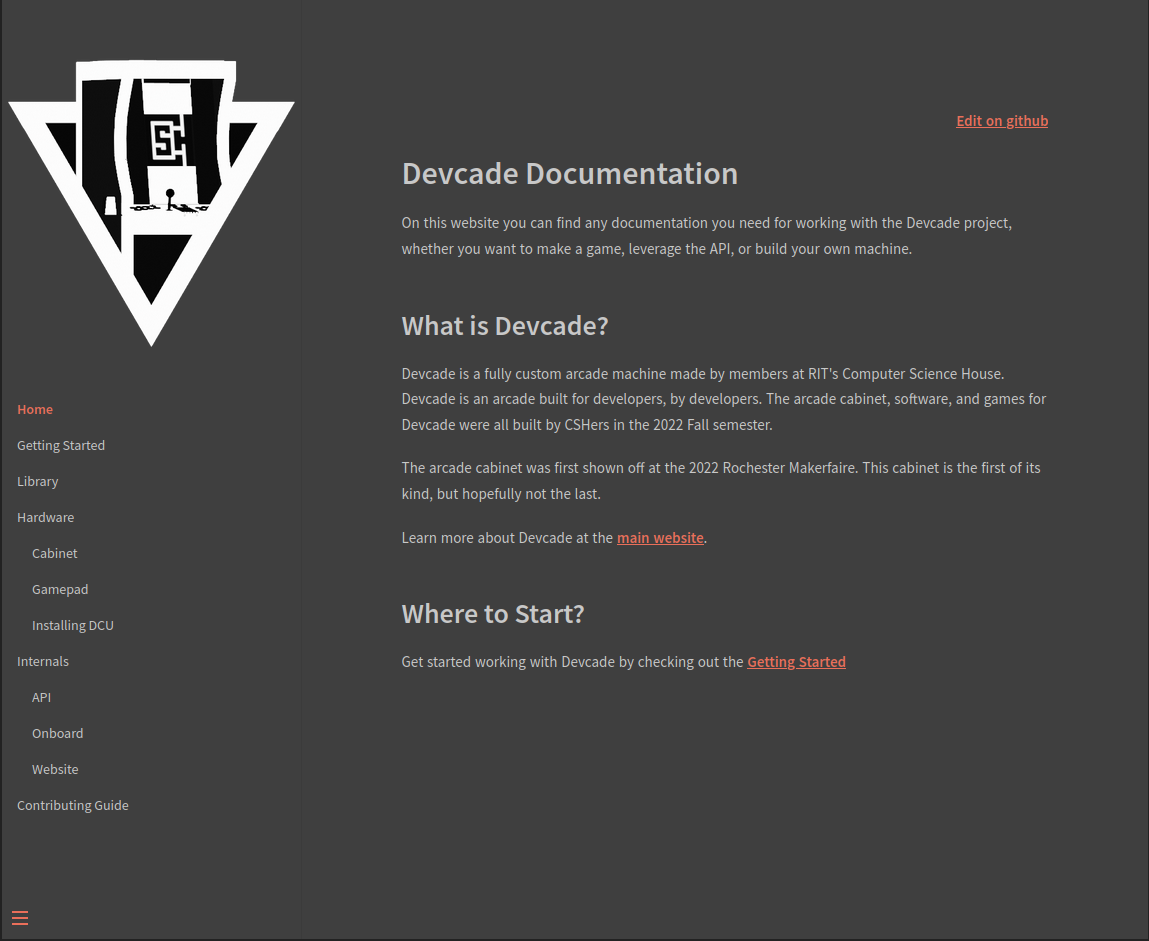 Edit on github
Devcade Documentation
On this website you can find any documentation you need for working with the Devcade project,
whether you want to make a game, leverage the API, or build your own machine.
What is Devcade?
Devcade is a fully custom arcade machine made by members at RIT's Computer Science House.
Devcade is an arcade built for developers, by developers. The arcade cabinet, software, and games for
Devcade were all built by CSHers in the 2022 Fall semester.
The arcade cabinet was first shown off at the 2022 Rochester Makerfaire. This cabinet is the first of its
kind, but hopefully not the last.
Learn more about Devcade at the main website.
Where to Start?
Get started working with Devcade by checking out the Getting Started
Home
Getting Started
Library
Hardware
Cabinet
Gamepad
Installing DCU
Internals
API
Onboard
Website
Contributing Guide